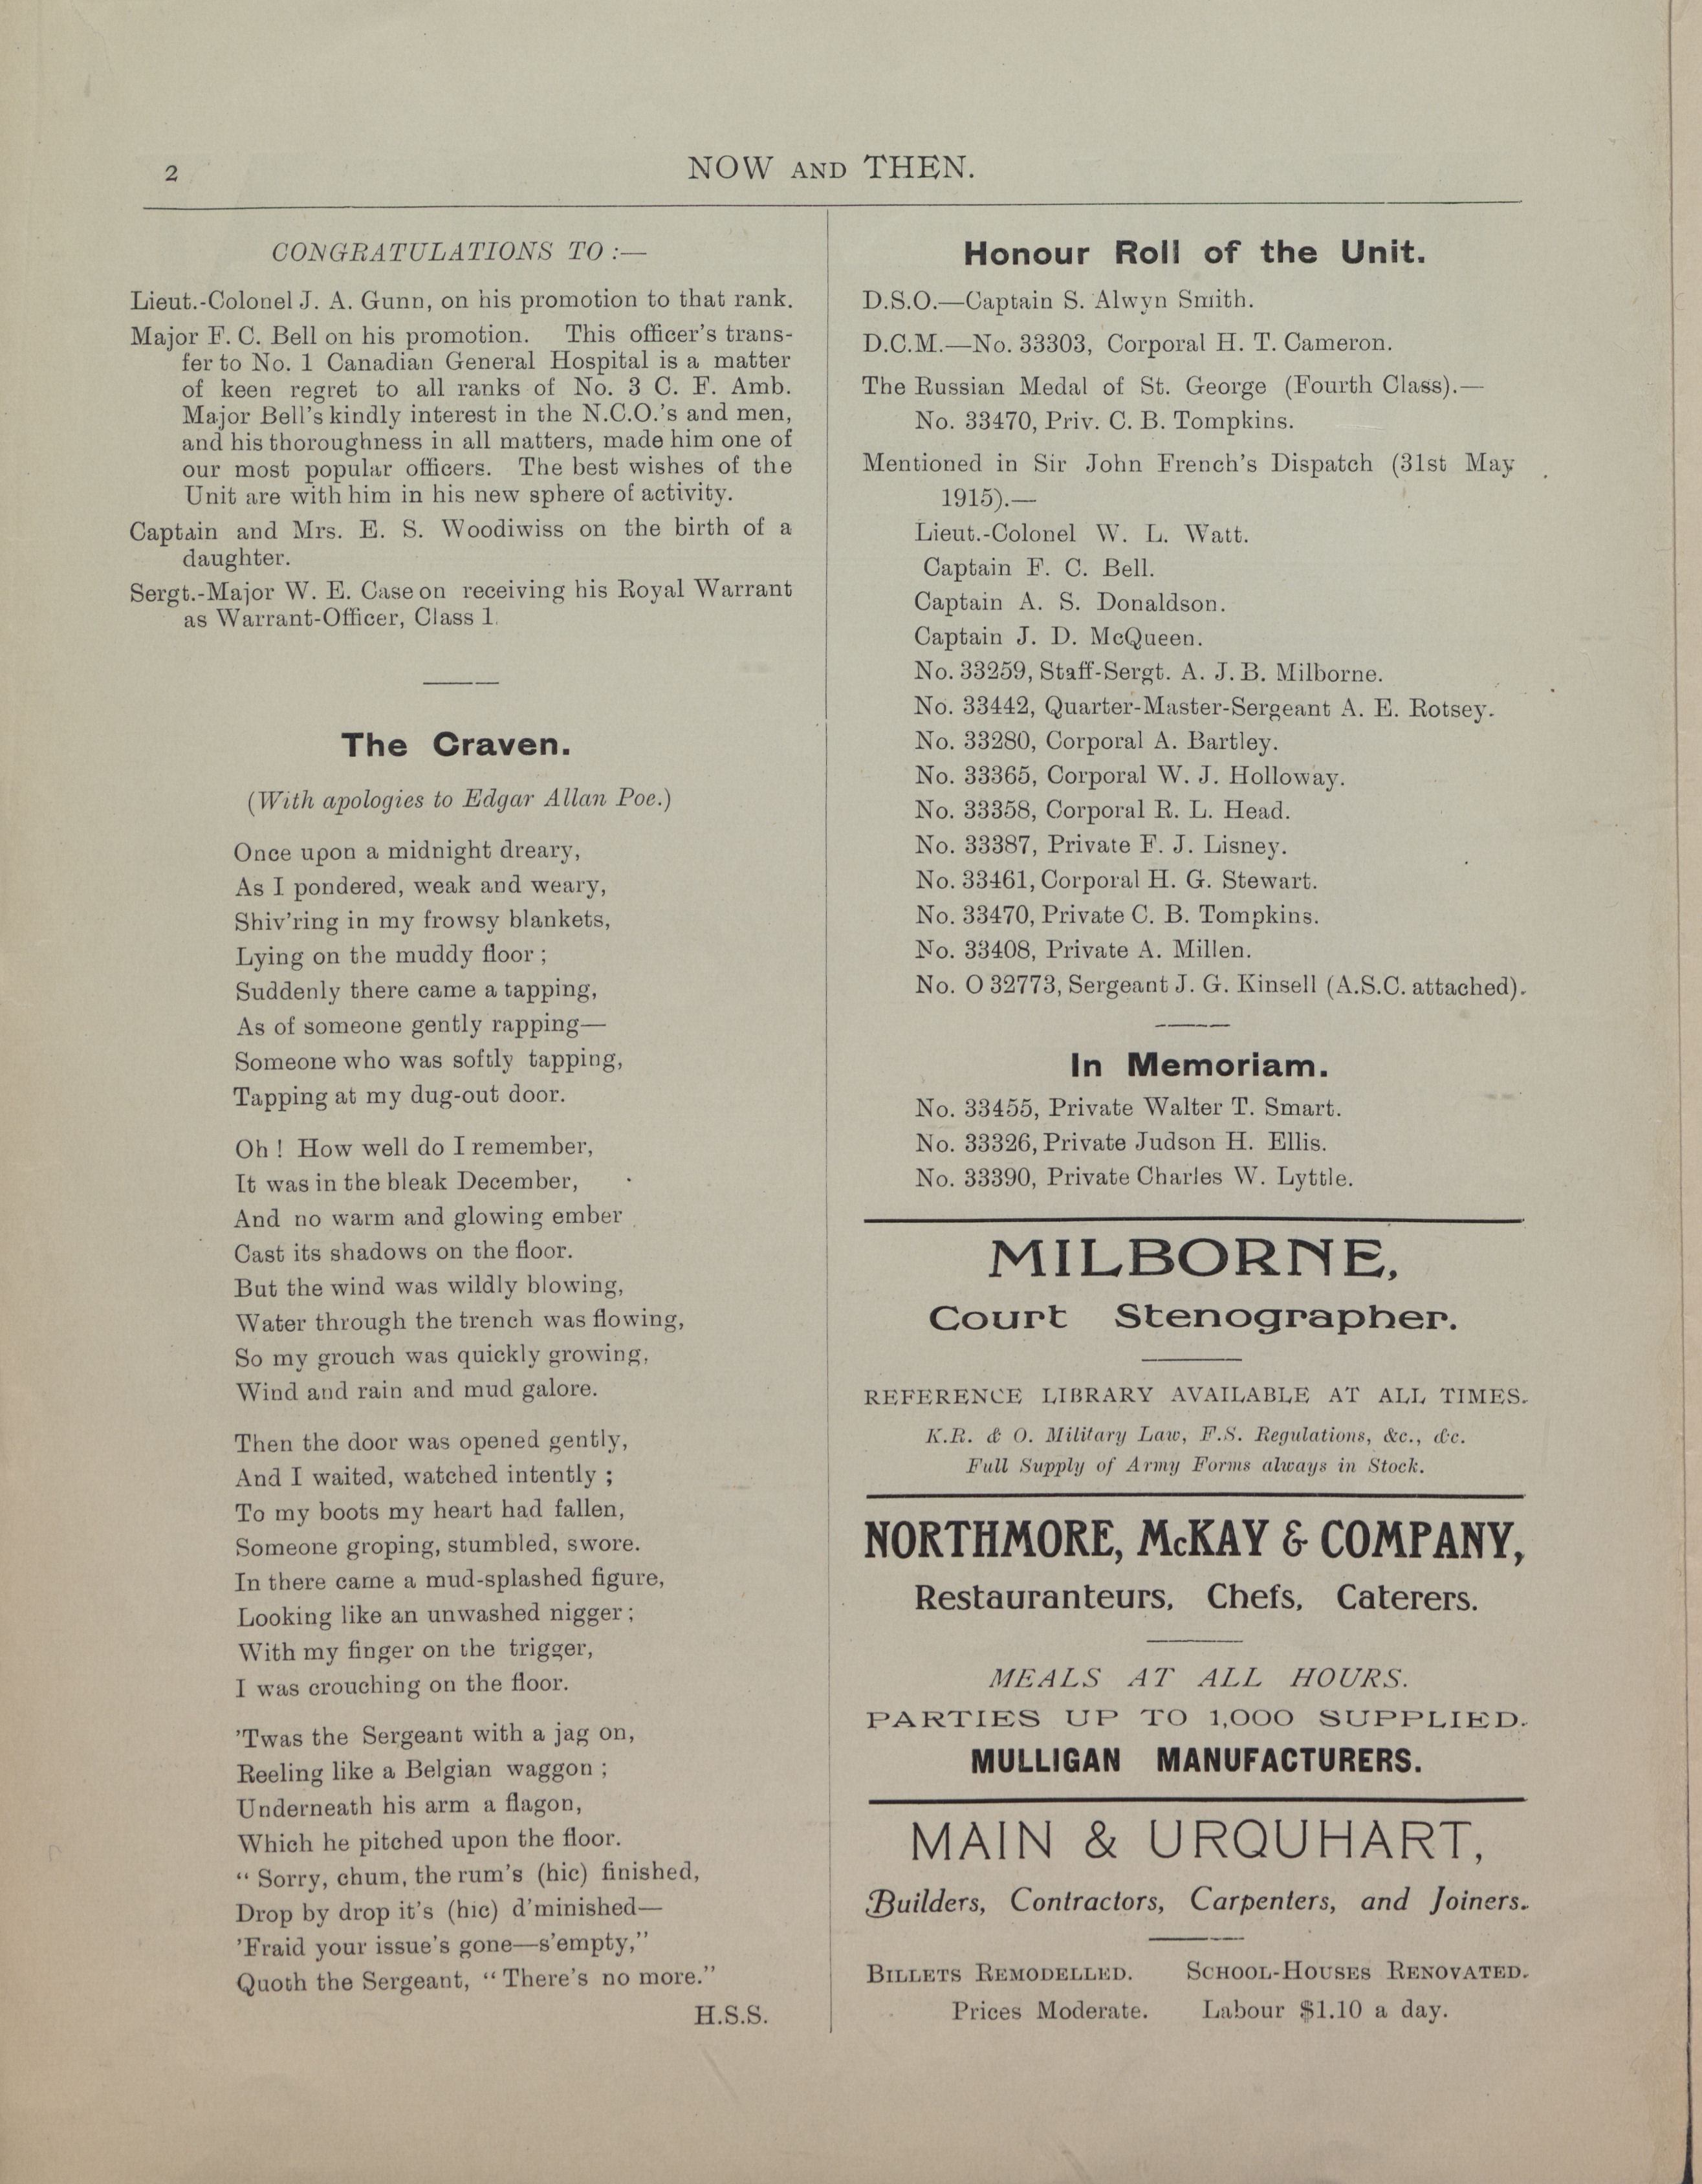 2
NOW AND THEN.
CONGRATULATIONS TO :—
Lieut.-Colonel J. A. Gunn, on his promotion to that rank.
Major F. C. Bell on his promotion. This officer's trans-
fer to No. 1 Canadian General Hospital is a matter
of keen regret to all ranks of No. 3 C. F. Amb.
Major Bell's kindly interest in the N.C.O.'s and men,
and his thoroughness in all matters, made him one of
our most popular officers. The best wishes of the
Unit are with him in his new sphere of activity.
Captain and Mrs. E. S. Woodiwiss on the birth of a
daughter.
Sergt.-Major W. E. Case on receiving his Royal Warrant
as Warrant-Officer, Class 1.
The Craven.
(With apologies to Edgar Allan Poe.)
Once upon a midnight dreary,
As I pondered, weak and weary,
Shiv'ring in my frowsy blankets,
Lying on the muddy floor ;
Suddenly there came a tapping,
As of someone gently rapping—
Someone who was softly tapping,
Tapping at my dug-out door.
Oh ! How well do I remember,
It was in the bleak December,
And no warm and glowing ember
Cast its shadows on the floor.
But the wind was wildly blowing,
Water through the trench was flowing,
So my grouch was quickly growing,
Wind and rain and mud galore.
Then the door was opened gently,
And I waited, watched intently ;
To my boots my heart had fallen,
Someone groping, stumbled, swore.
In there came a mud-splashed figure,
Looking like an unwashed nigger ;
With my finger on the trigger,
I was crouching on the floor.
'Twas the Sergeant with a jag on,
Reeling like a Belgian waggon ;
Underneath his arm a flagon,
Which he pitched upon the floor.
" Sorry, chum, the rum's (hic) finished,
Drop by drop it's (hic) d'minished—
'Fraid your issue's gone—s'empty,"
Quoth the Sergeant, " There's no more."
H.S.S.
Honour Roll of the Unit.
D.S.O.—Captain S. Alwyn Smith.
D.C.M.—No. 33303, Corporal H. T. Cameron.
The Russian Medal of St. George (Fourth Class).—
No. 33470, Priv. C. B. Tompkins.
Mentioned in Sir John French's Dispatch (31st May
1915).—
Lieut.-Colonel W. L. Watt.
Captain F. C. Bell.
Captain A. S. Donaldson.
Captain J. D. McQueen.
No. 33259, Staff-Sergt. A. J. B. Milborne.
No. 33442, Quarter-Master-Sergeant A. E. Rotsey.
No. 33280, Corporal A. Bartley.
No. 33365, Corporal W. J. Holloway.
No. 33358, Corporal R. L. Head.
No. 33387, Private F. J. Lisney.
No. 33461, Corporal H. G. Stewart.
No. 33470, Private C. B. Tompkins.
No. 33408, Private A. Millen.
No. O 32773, Sergeant J. G. Kinsell (A.S.C. attached).
In Memoriam.
No. 33455, Private Walter T. Smart.
No. 33326, Private Judson H. Ellis.
No. 33390, Private Charles W. Lyttle.
MILBORNE,
Court Stenographer.
REFERENCE LIBRARY AVAILABLE AT ALL TIMES.
K.R. & O. Military Law, F.S. Regulations, &c., &c.
Full Supply of Army Forms always in Stock.
NORTHMORE, McKAY & COMPANY,
Restauranteurs, Chefs, Caterers.
MEALS AT ALL HOURS.
PARTIES UP TO 1,000 SUPPLIED.
MULLIGAN MANUFACTURERS.
MAIN & URQUHART,
Builders, Contractors, Carpenters, and Joiners.
BILLETS REMODELLED. SCHOOL-HOUSES RENOVATED.
Prices Moderate. Labour $1.10 a day.